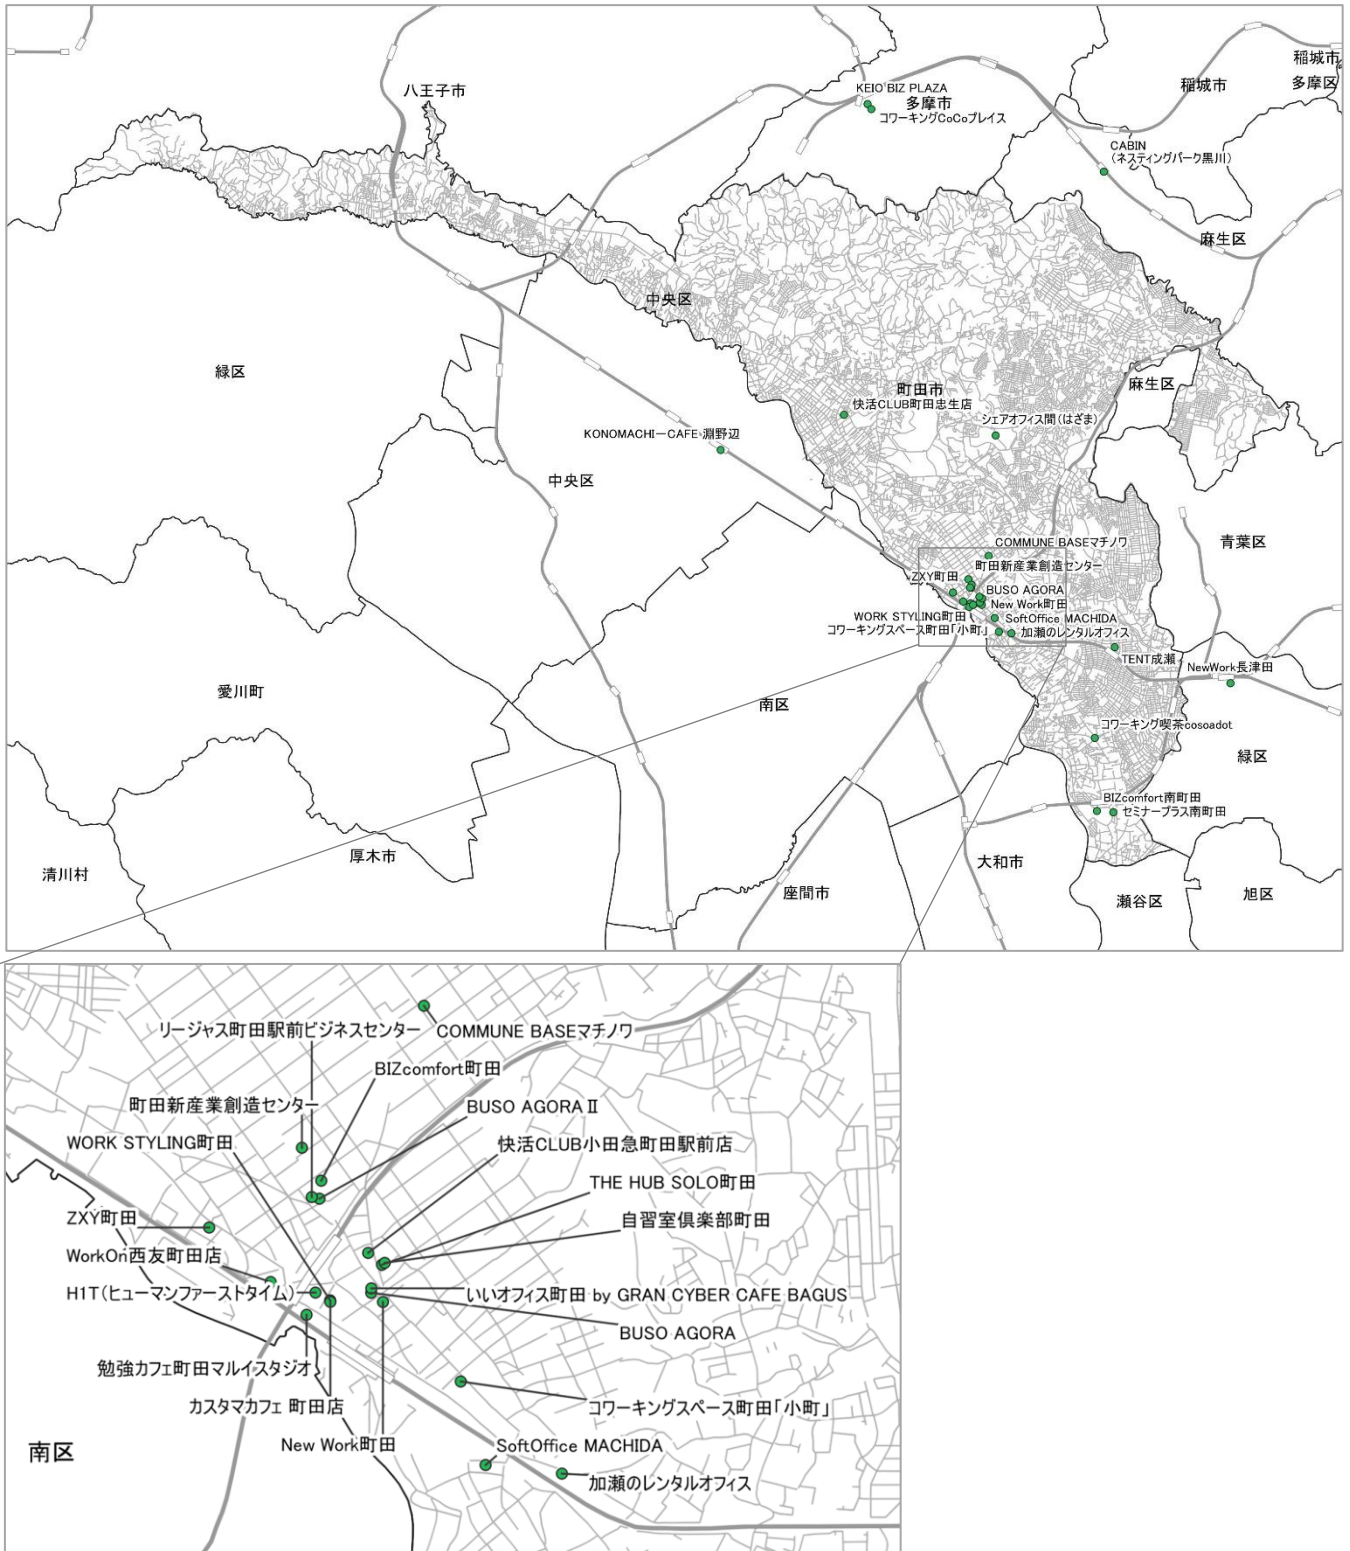 稲城市
稲城市
多摩区
八王子市
KEIO BIZ PLAZA
多摩市
コワーキングCoCoプレイス
CABIN
(ネスティングパーク黒川)
麻生区
中央区
緑区
麻生区
町田市
快活CLUB町田忠生店
シェアオフィス間(はざま)
KONOMACHIーCAFE 淵野辺
中央区
青葉区
COMMUNE BASEマチノワ
町田新産業創造センター
ZXY町田
BUSO AGORA
New Work町田
WORK STYLING町田
SoftOffice MACHIDA
コワーキングスペース町田「小町」
加瀬のレンタルオフィス
TENT成瀬
NewWork長津田
愛川町
南区
コワーキング喫茶cosoadot
緑区
BIZcomfort南町田
セミナープラス南町田
厚木市
清川村
座間市
大和市
瀬谷区
旭区
リージャス町田駅前ビジネスセンター
COMMUNE BASEマチノワ
BIZcomfort町田
町田新産業創造センター
BUSO AGORAⅡ
WORK STYLING町田
快活CLUB小田急町田駅前店
THE HUB SOLO町田
ZXY町田
自習室倶楽部町田
WorkOn西友町田店
H1T(ヒューマンファーストタイム)
いいオフィス町田 by GRAN CYBER CAFE BAGUS
BUSO AGORA
勉強カフェ町田マルイスタジオ
カスタマカフェ 町田店
コワーキングスペース町田「小町」
New Work町田
SoftOffice MACHIDA
南区
加瀬のレンタルオフィス